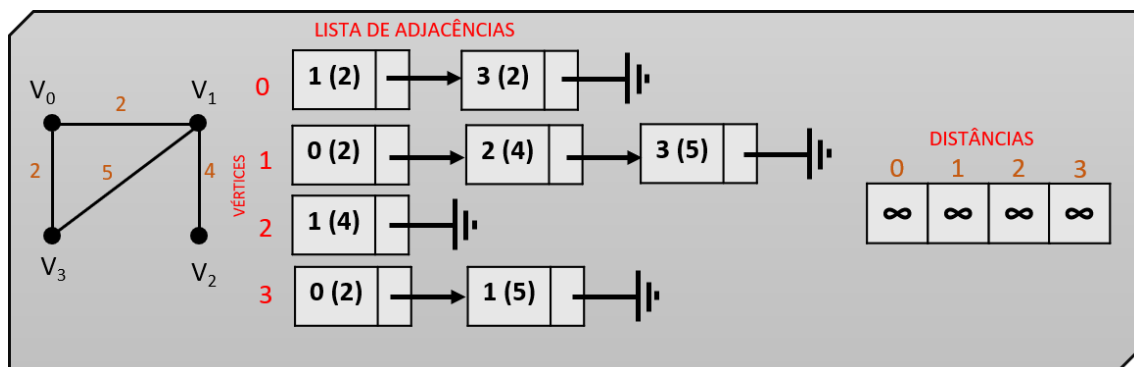 LISTA DE ADJACÊNCIAS
V0 2 V1
2 5 4
V3 V2
VÉRTICES
0 1 (2) 3 (2)
1 0 (2) 2 (4) 3 (5)
2 1 (4)
3 0 (2) 1 (5)
DISTÂNCIAS
0 1 2 3
∞ ∞ ∞ ∞